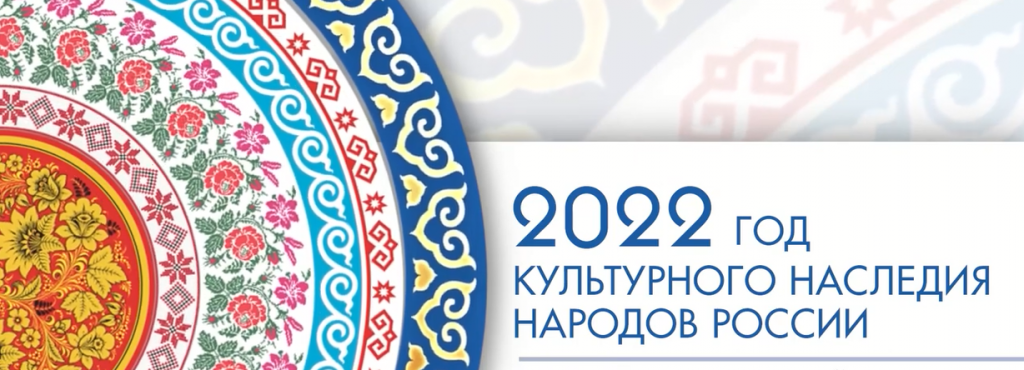 2022 ГОД
КУЛЬТУРНОГО НАСЛЕДИЯ
НАРОДОВ РОССИИ